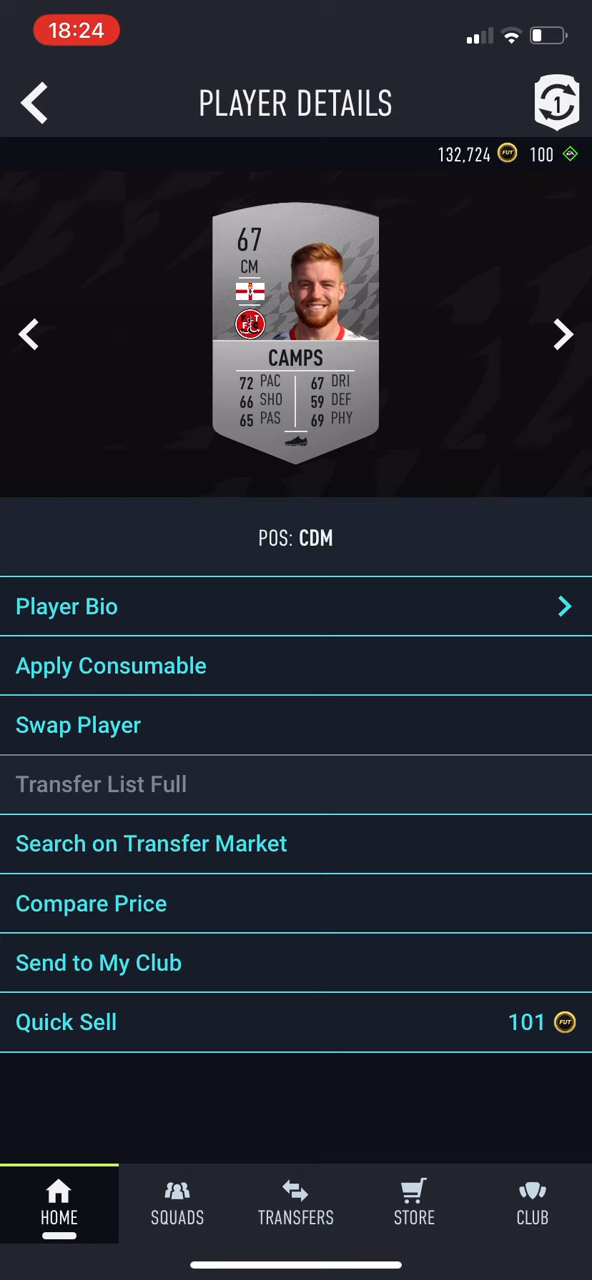 18:24
PLAYER DETAILS
1
132,724 FUT 100
67
CM
CAMPS
72 PAC 67 DRI
66 SHO 59 DEF
65 PAS 69 PHY
POS: CDM
Player Bio
Apply Consumable
Swap Player
Transfer List Full
Search on Transfer Market
Compare Price
Send to My Club
Quick Sell 101 FUT
HOME SQUADS TRANSFERS STORE CLUB